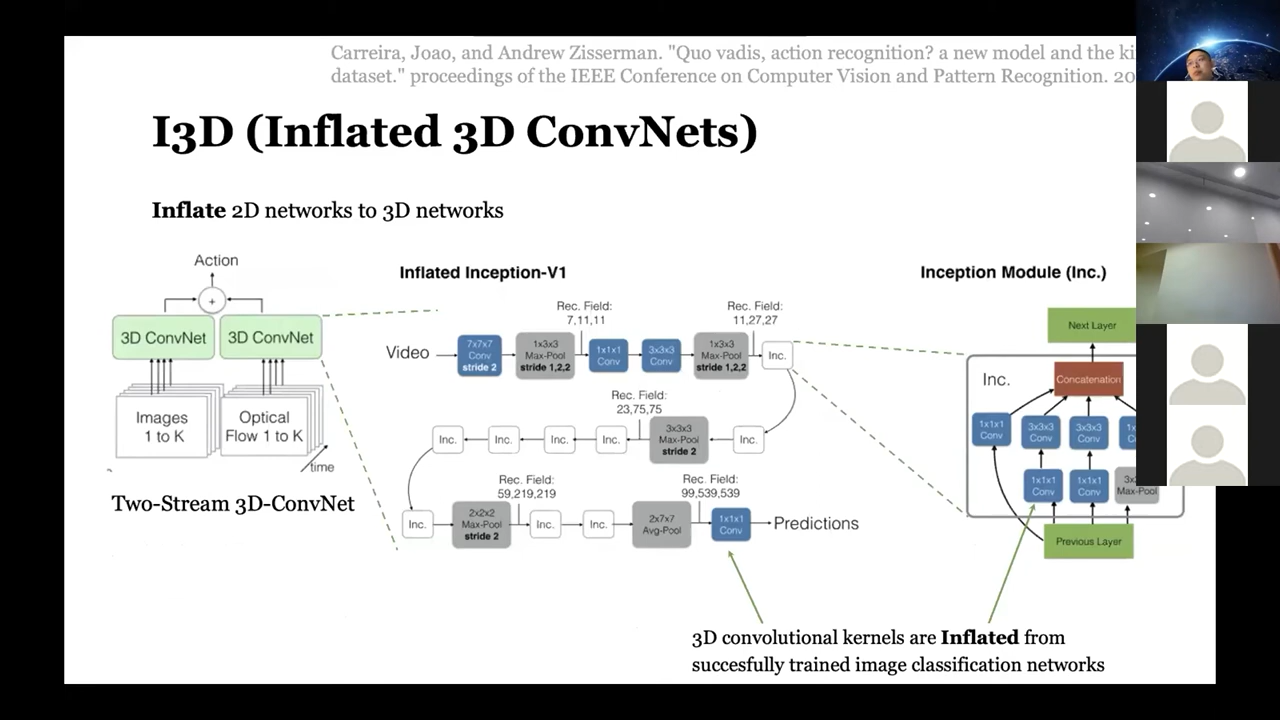 Carreira, Joao, and Andrew Zisserman. "Quo vadis, action recognition? a new model and the
dataset." proceedings of the IEEE Conference on Computer Vision and Pattern Recognition.
I3D (Inflated 3D ConvNets)
Inflate 2D networks to 3D networks
Action
+
3D ConvNet
3D ConvNet
Images
1 to K
Optical
Flow 1 to K
time
Two-Stream 3D-ConvNet
Inflated Inception-V1
Rec. Field:
7,11,11
Rec. Field:
11,27,27
Video
7x7x7
Conv
stride 2
1x3x3
Max-Pool
stride 1,2,2
1x1x1
Conv
3x3x3
Conv
1x3x3
Max-Pool
stride 1,2,2
Inc.
Rec. Field:
23,75,75
Inc.
Inc.
Inc.
Inc.
3x3x3
Max-Pool
stride 2
Inc.
Rec. Field:
59,219,219
Rec. Field:
99,539,539
Inc.
2x2x2
Max-Pool
stride 2
Inc.
Inc.
2x7x7
Avg-Pool
1x1x1
Conv
Predictions
Inception Module (Inc.)
Next Layer
Inc.
Concatenation
1x1x1
Conv
3x3x3
Conv
3x3x3
Conv
1x1x1
Conv
1x1x1
Conv
Max-Pool
Previous Layer
3D convolutional kernels are Inflated from
succesfully trained image classification networks